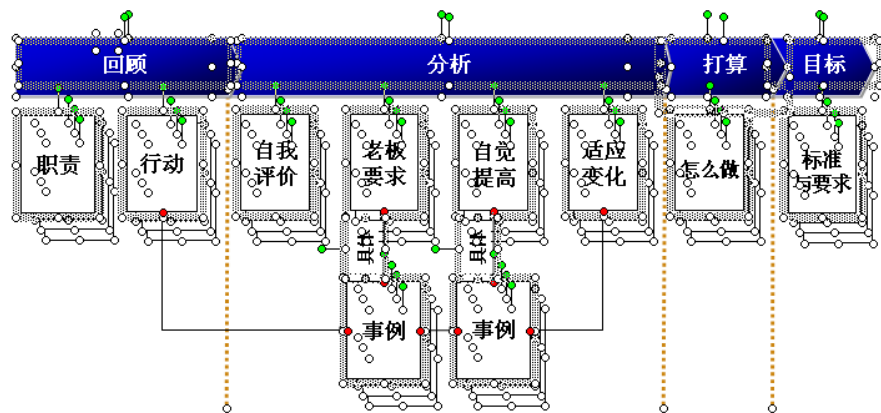 回顾
分析
打算
目标
职责
行动
自我
评价
老板
要求
自觉
提高
适应
变化
怎么做
标准
与要求
具体
具体
事例
事例